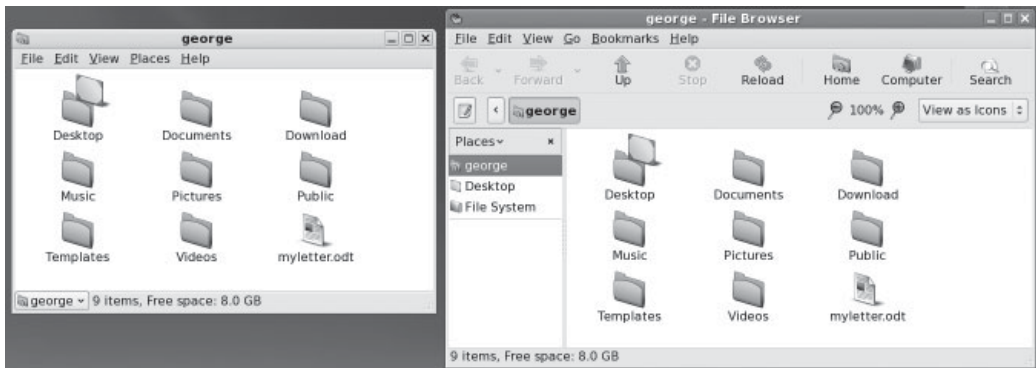 george
File Edit View Places Help
Desktop Documents Download
Music Pictures Public
Templates Videos myletter.odt
george 9 items, Free space: 8.0 GB
george - File Browser
File Edit View Go Bookmarks Help
Back Forward Up Stop Reload Home Computer Search
george 100% View as Icons
Places
george
Desktop
File System
Desktop Documents Download
Music Pictures Public
Templates Videos myletter.odt
9 items, Free space: 8.0 GB